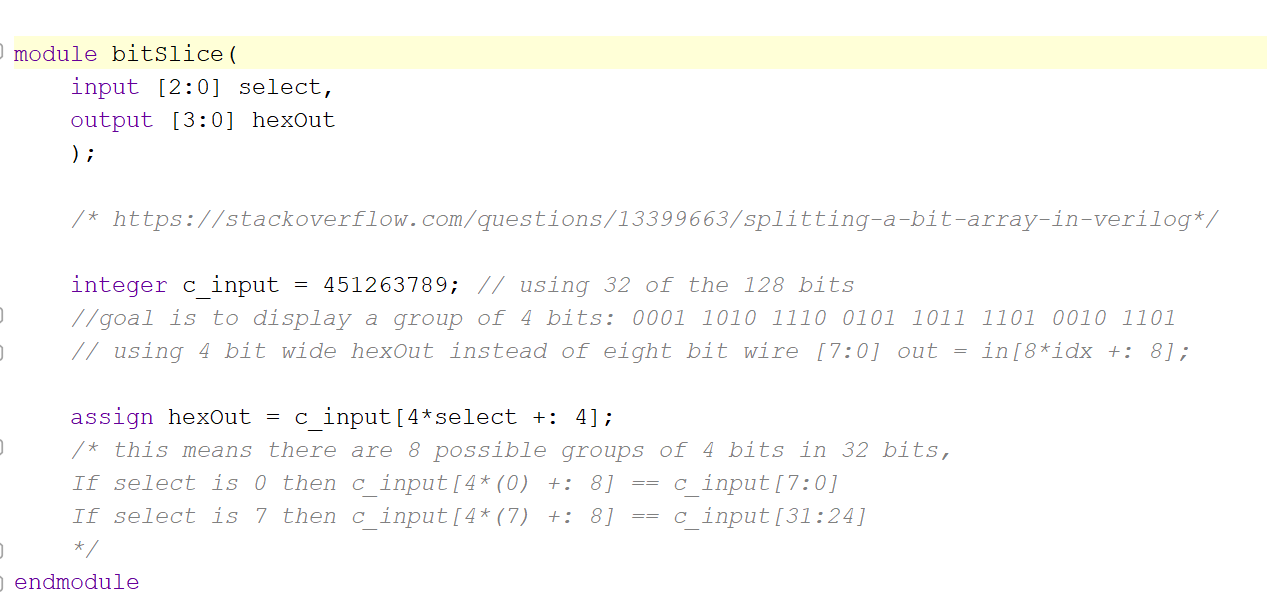 module bitSlice(
input [2:0] select,
output [3:0] hexOut
);
/* https://stackoverflow.com/questions/13399663/splitting-a-bit-array-in-verilog*/
integer c_input = 451263789; // using 32 of the 128 bits
//goal is to display a group of 4 bits: 0001 1010 1110 0101 1011 1101 0010 1101
// using 4 bit wide hexOut instead of eight bit wire [7:0] out = in[8*idx +: 8];
assign hexOut = c_input[4*select +: 4];
/* this means there are 8 possible groups of 4 bits in 32 bits,
If select is 0 then c_input[4*(0) +: 8] == c_input[7:0]
If select is 7 then c_input[4*(7) +: 8] == c_input[31:24]
*/
endmodule